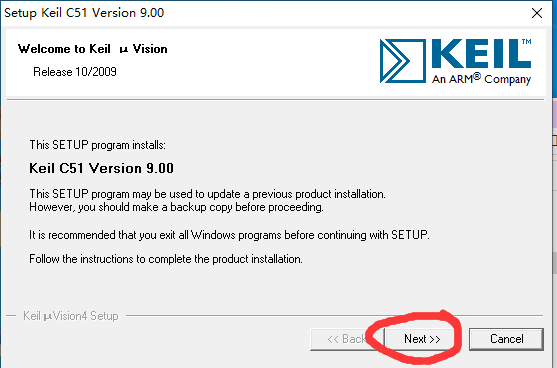 Setup Keil C51 Version 9.00
Welcome to Keil μ Vision
Release 10/2009
KEIL™
An ARM® Company
This SETUP program installs:
Keil C51 Version 9.00
This SETUP program may be used to update a previous product installation.
However, you should make a backup copy before proceeding.
It is recommended that you exit all Windows programs before continuing with SETUP.
Follow the instructions to complete the product installation.
Keil μVision4 Setup
<< Back Next >> Cancel